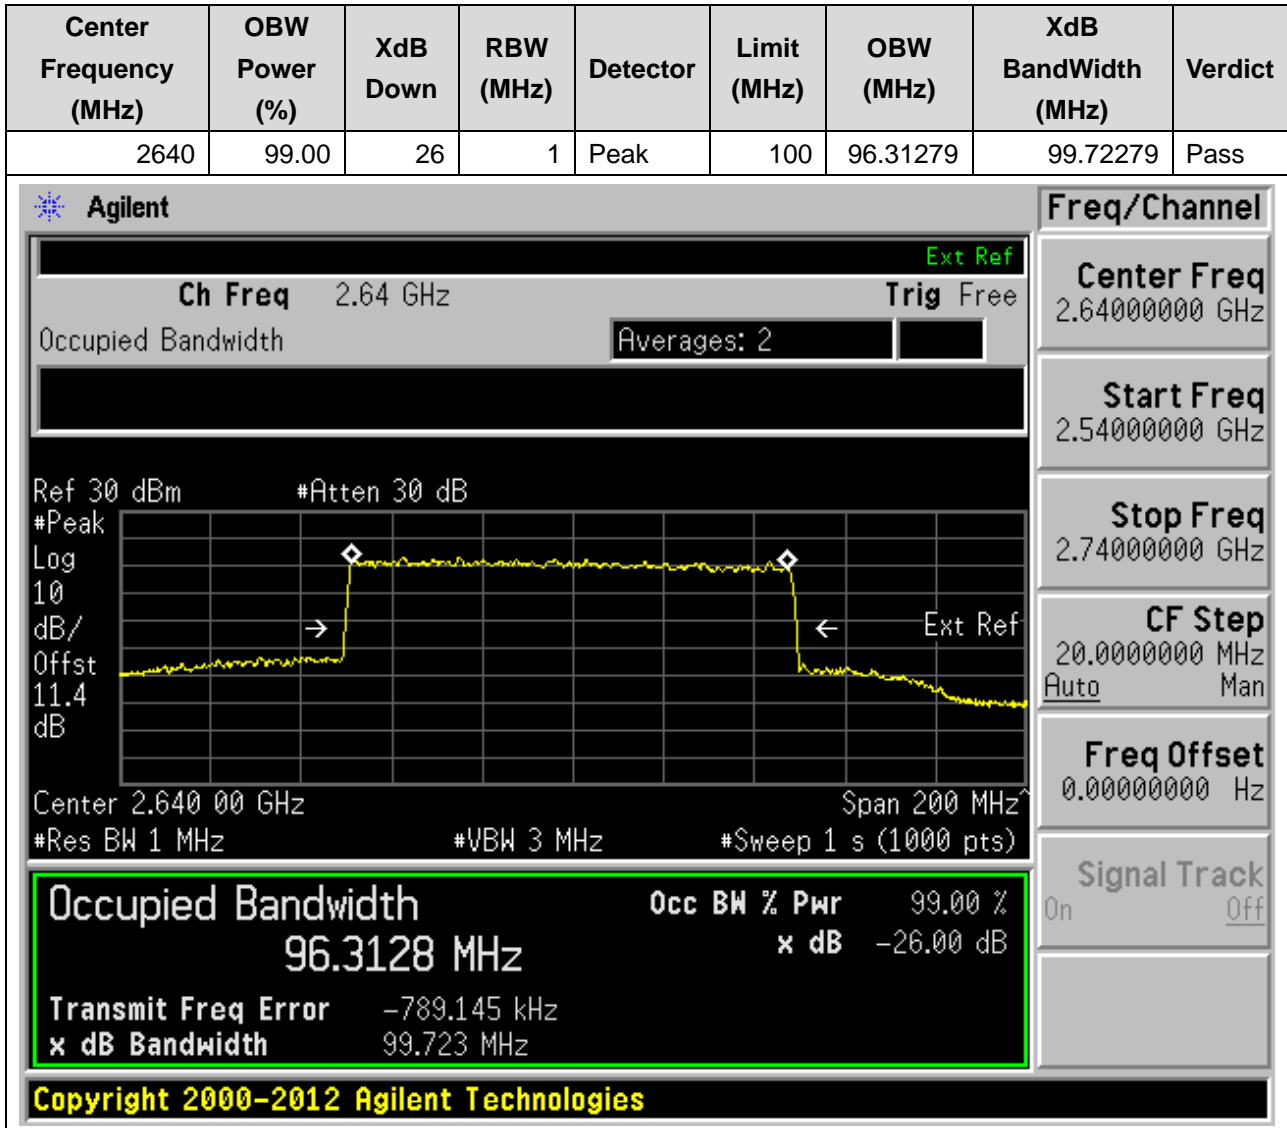 Center Frequency (MHz) OBW Power (%) XdB Down RBW (MHz) Detector Limit (MHz) OBW (MHz) XdB BandWidth (MHz) Verdict
2640 99.00 26 1 Peak 100 96.31279 99.72279 Pass
Agilent
Freq/Channel
Ext Ref
Ch Freq 2.64 GHz Trig Free
Occupied Bandwidth Averages: 2
Center Freq
2.64000000 GHz
Start Freq
2.54000000 GHz
Stop Freq
2.74000000 GHz
CF Step
20.0000000 MHz
Auto Man
Freq Offset
0.00000000 Hz
Signal Track
On Off
Ref 30 dBm #Atten 30 dB
#Peak
Log
10
dB/
Offst
11.4
dB
→ ← Ext Ref
Center 2.640 00 GHz Span 200 MHz^
#Res BW 1 MHz #VBW 3 MHz #Sweep 1 s (1000 pts)
Occupied Bandwidth Occ BW % Pwr 99.00 %
96.3128 MHz x dB -26.00 dB
Transmit Freq Error -789.145 kHz
x dB Bandwidth 99.723 MHz
Copyright 2000-2012 Agilent Technologies